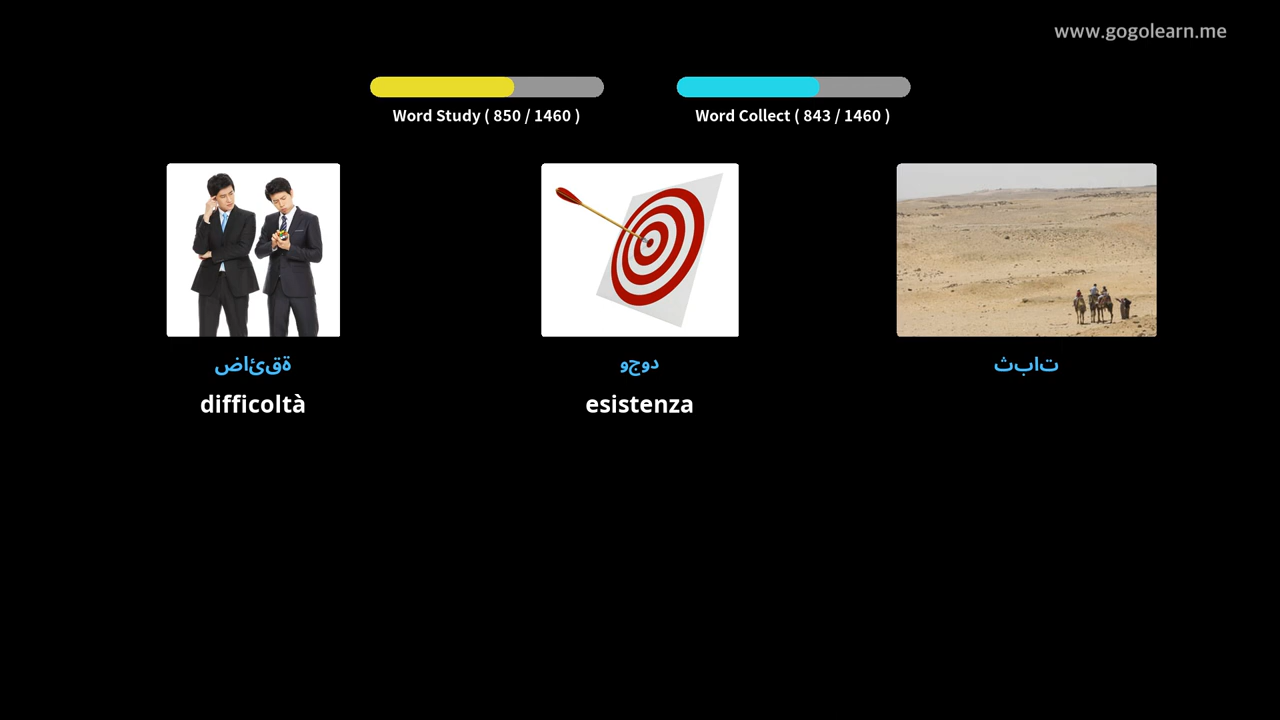 www.gogolearn.me
Word Study ( 850 / 1460 )
Word Collect ( 843 / 1460 )
ةقئاض
difficoltà
دوجو
esistenza
تابث